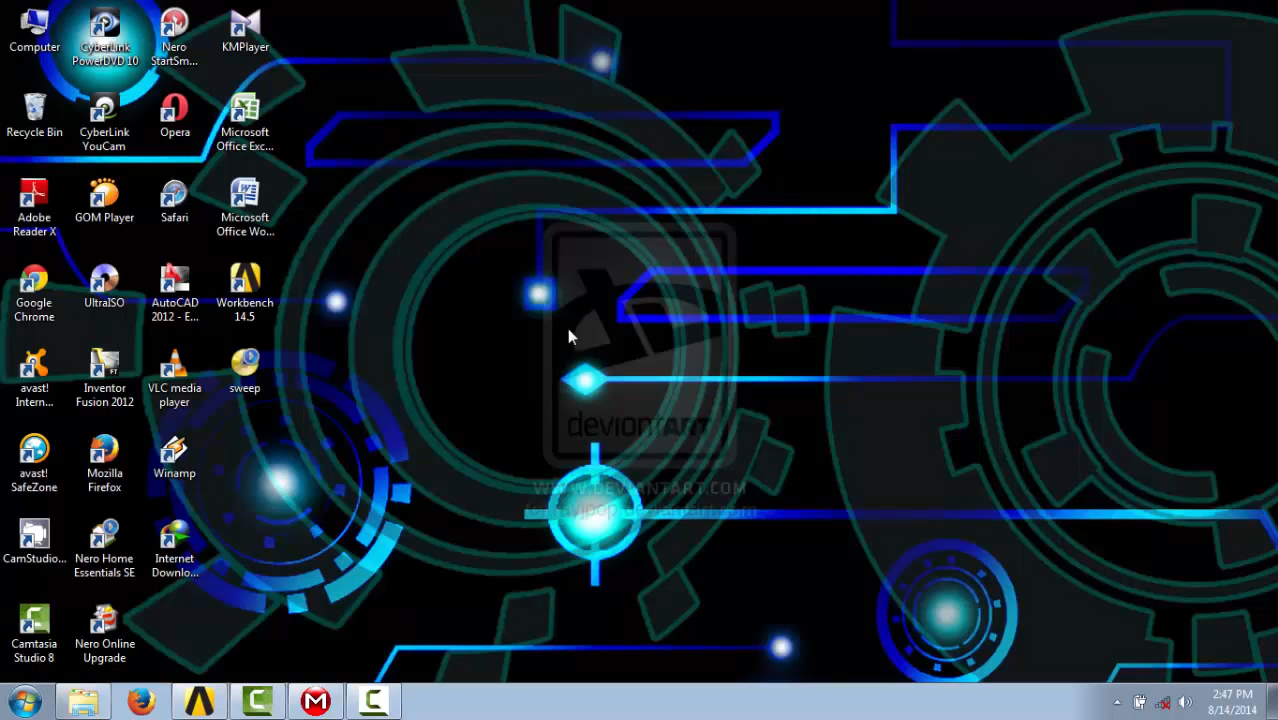 Computer
CyberLink
PowerDVD 10
Nero
StartSm...
KMPlayer
Recycle Bin
CyberLink
YouCam
Opera
Microsoft
Office Exc...
Adobe
Reader X
GOM Player
Safari
Microsoft
Office Wo...
Google
Chrome
UltraISO
AutoCAD
2012 - E...
Workbench
14.5
avast!
Intern...
Inventor
Fusion 2012
VLC media
player
sweep
avast!
SafeZone
Mozilla
Firefox
Winamp
CamStudio...
Nero Home
Essentials SE
Internet
Downlo...
Camtasia
Studio 8
Nero Online
Upgrade
deviantART
WWW.DEVIANTART.COM
deviantart.com
2:47 PM
8/14/2014